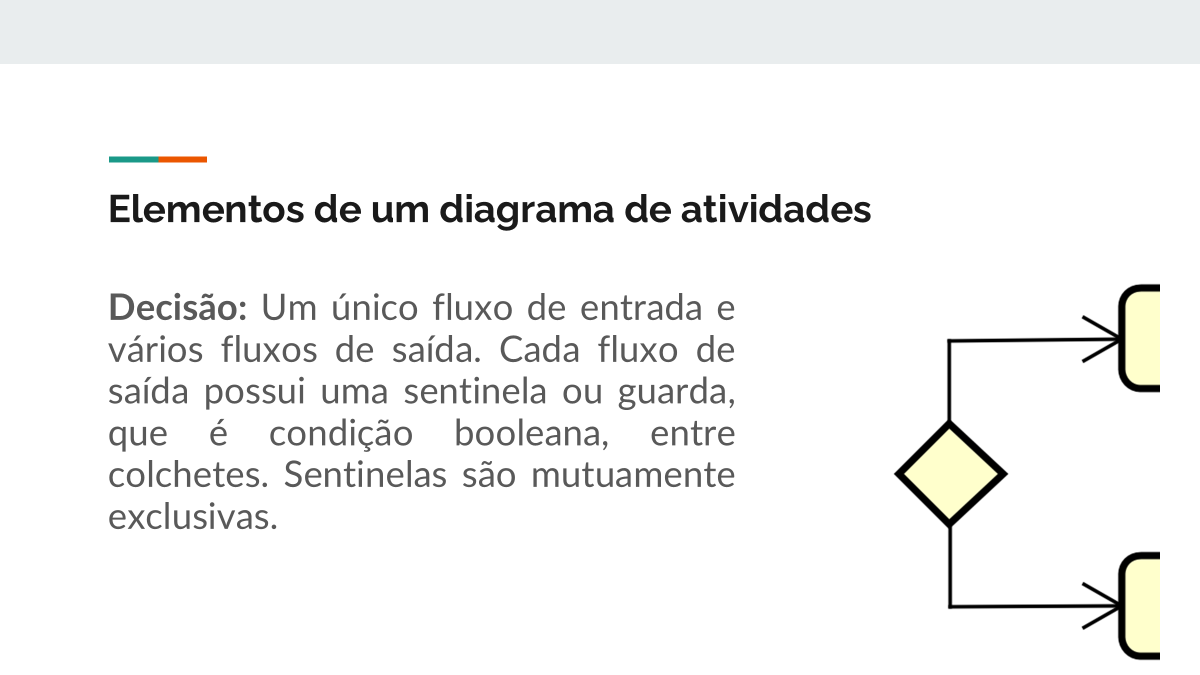 Elementos de um diagrama de atividades
Decisão: Um único fluxo de entrada e
vários fluxos de saída. Cada fluxo de
saída possui uma sentinela ou guarda,
que é condição booleana, entre
colchetes. Sentinelas são mutuamente
exclusivas.